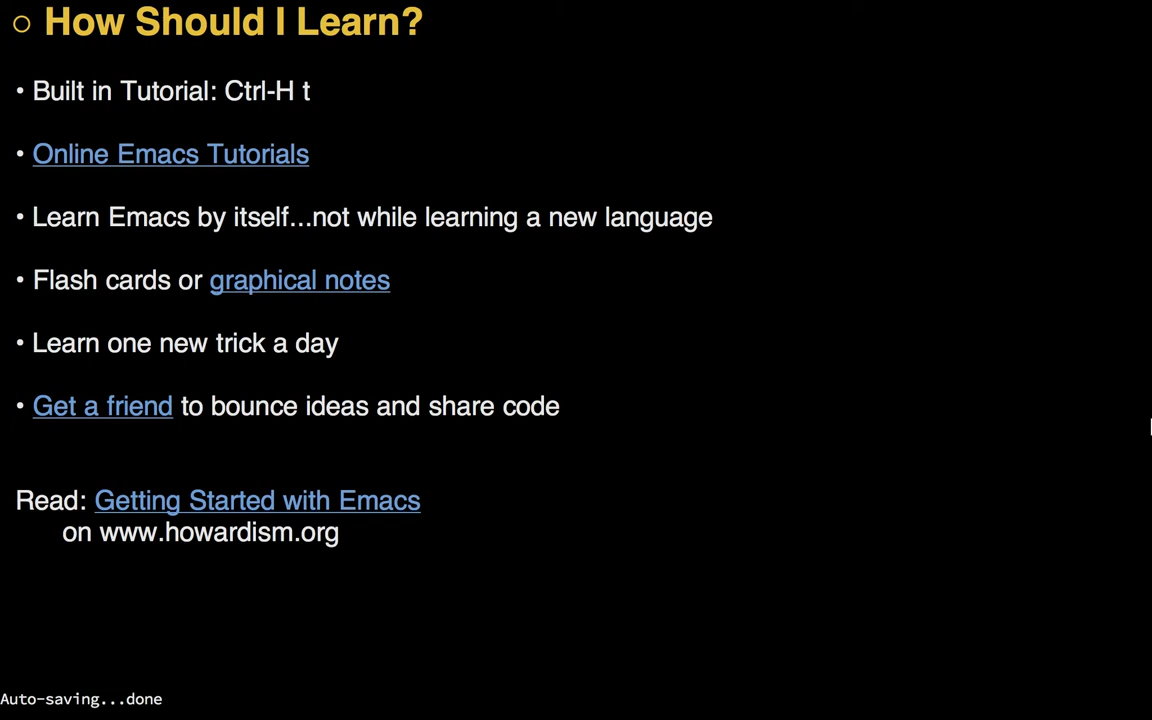 ○ How Should I Learn?
• Built in Tutorial: Ctrl-H t
• Online Emacs Tutorials
• Learn Emacs by itself...not while learning a new language
• Flash cards or graphical notes
• Learn one new trick a day
• Get a friend to bounce ideas and share code
Read: Getting Started with Emacs
on www.howardism.org
Auto-saving...done